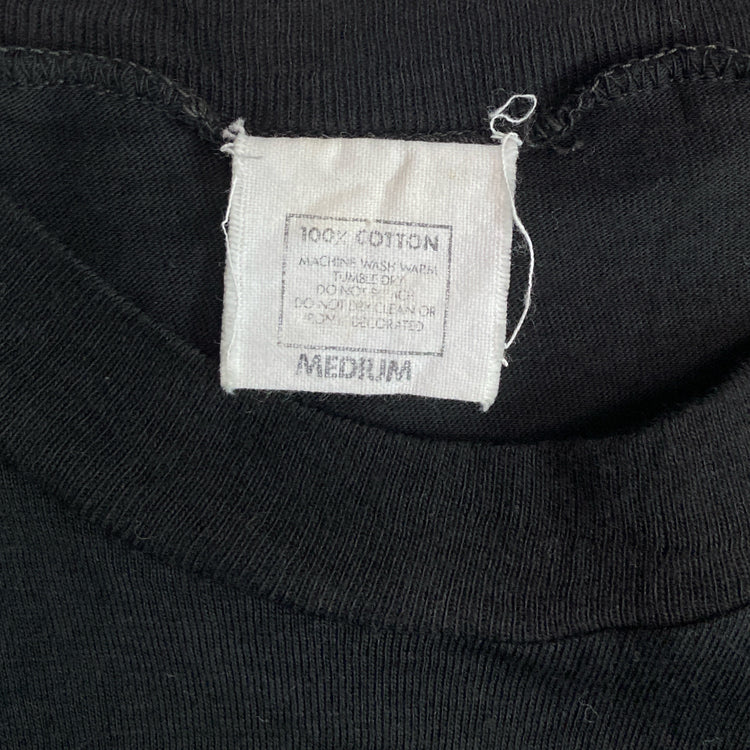 100% COTTON
MACHINE WASH WARM
TUMBLE DRY
DO NOT
DO NOT DRY CLEAN OR
DECORATED
MEDIUM